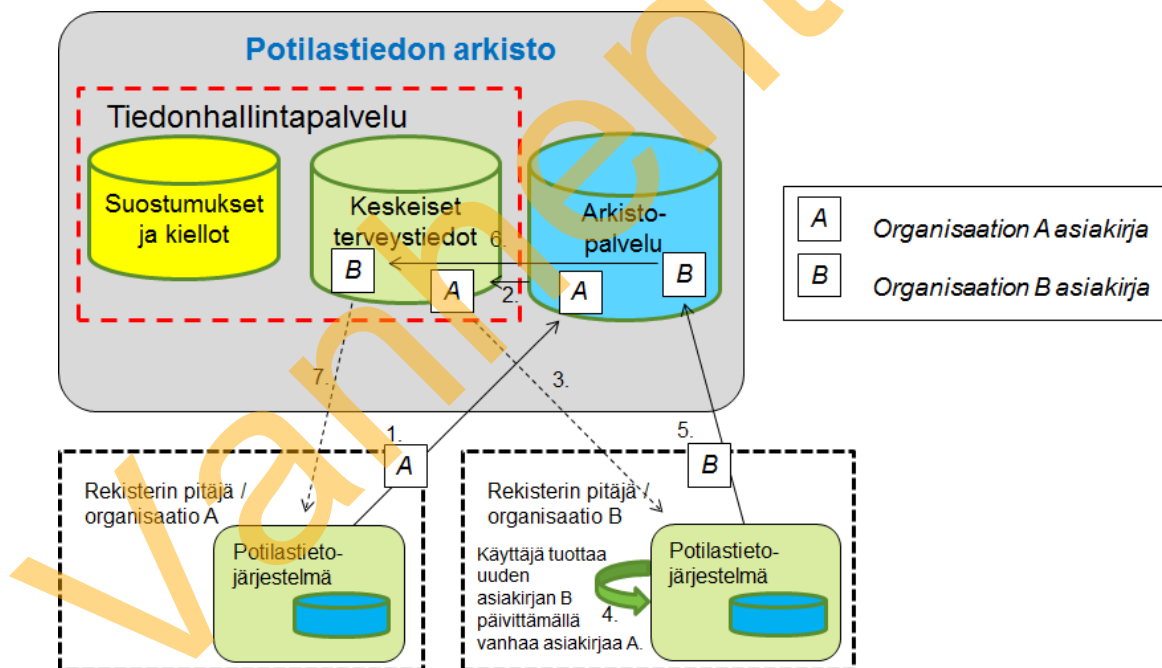 Potilastiedon arkisto
Tiedonhallintapalvelu
Suostumukset
ja kiellot
Keskeiset
terveystiedot
Arkisto-
palvelu
6.
B
A
2.
A
B
A
Organisaation A asiakirja
B
Organisaation B asiakirja
7.
3.
1.
A
5.
B
Rekisterin pitäjä /
organisaatio A
Potilastieto-
järjestelmä
Rekisterin pitäjä /
organisaatio B
Käyttäjä tuottaa
uuden
asiakirjan B
päivittämällä
vanhaa asiakirjaa A.
4.
Potilastieto-
järjestelmä